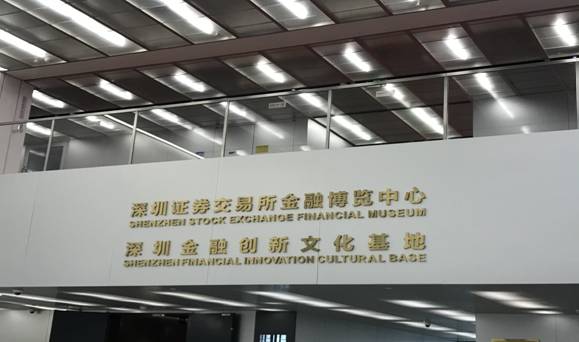 深圳证券交易所金融博览中心
SHENZHEN STOCK EXCHANGE FINANCIAL MUSEUM
深圳金融创新文化基地
SHENZHEN FINANCIAL INNOVATION CULTURAL BASE